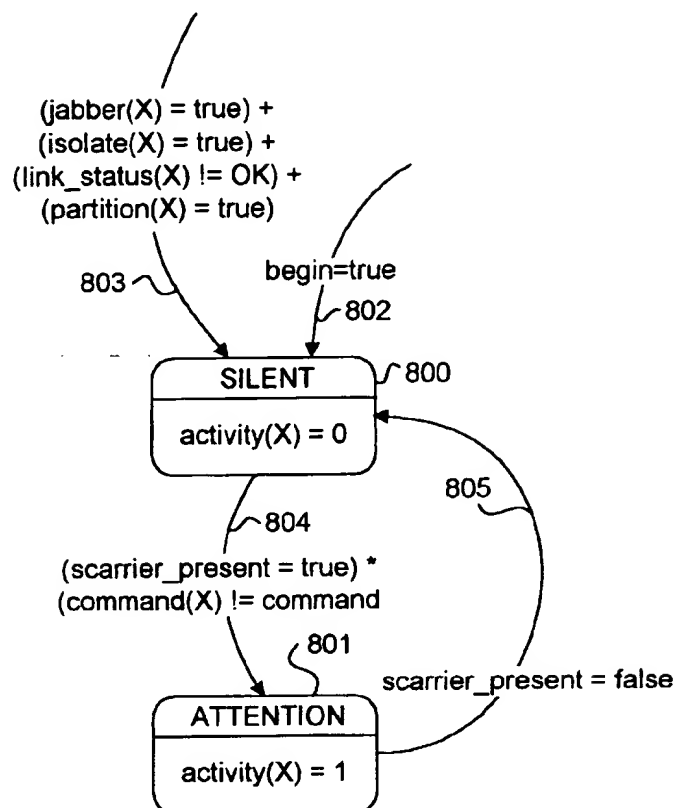 (jabber(X) = true) +
(isolate(X) = true) +
(link_status(X) != OK) +
(partition(X) = true)
begin=true
803
802
SILENT
800
activity(X) = 0
805
804
(scarrier_present = true) *
(command(X) != command
801
scarrier_present = false
ATTENTION
activity(X) = 1